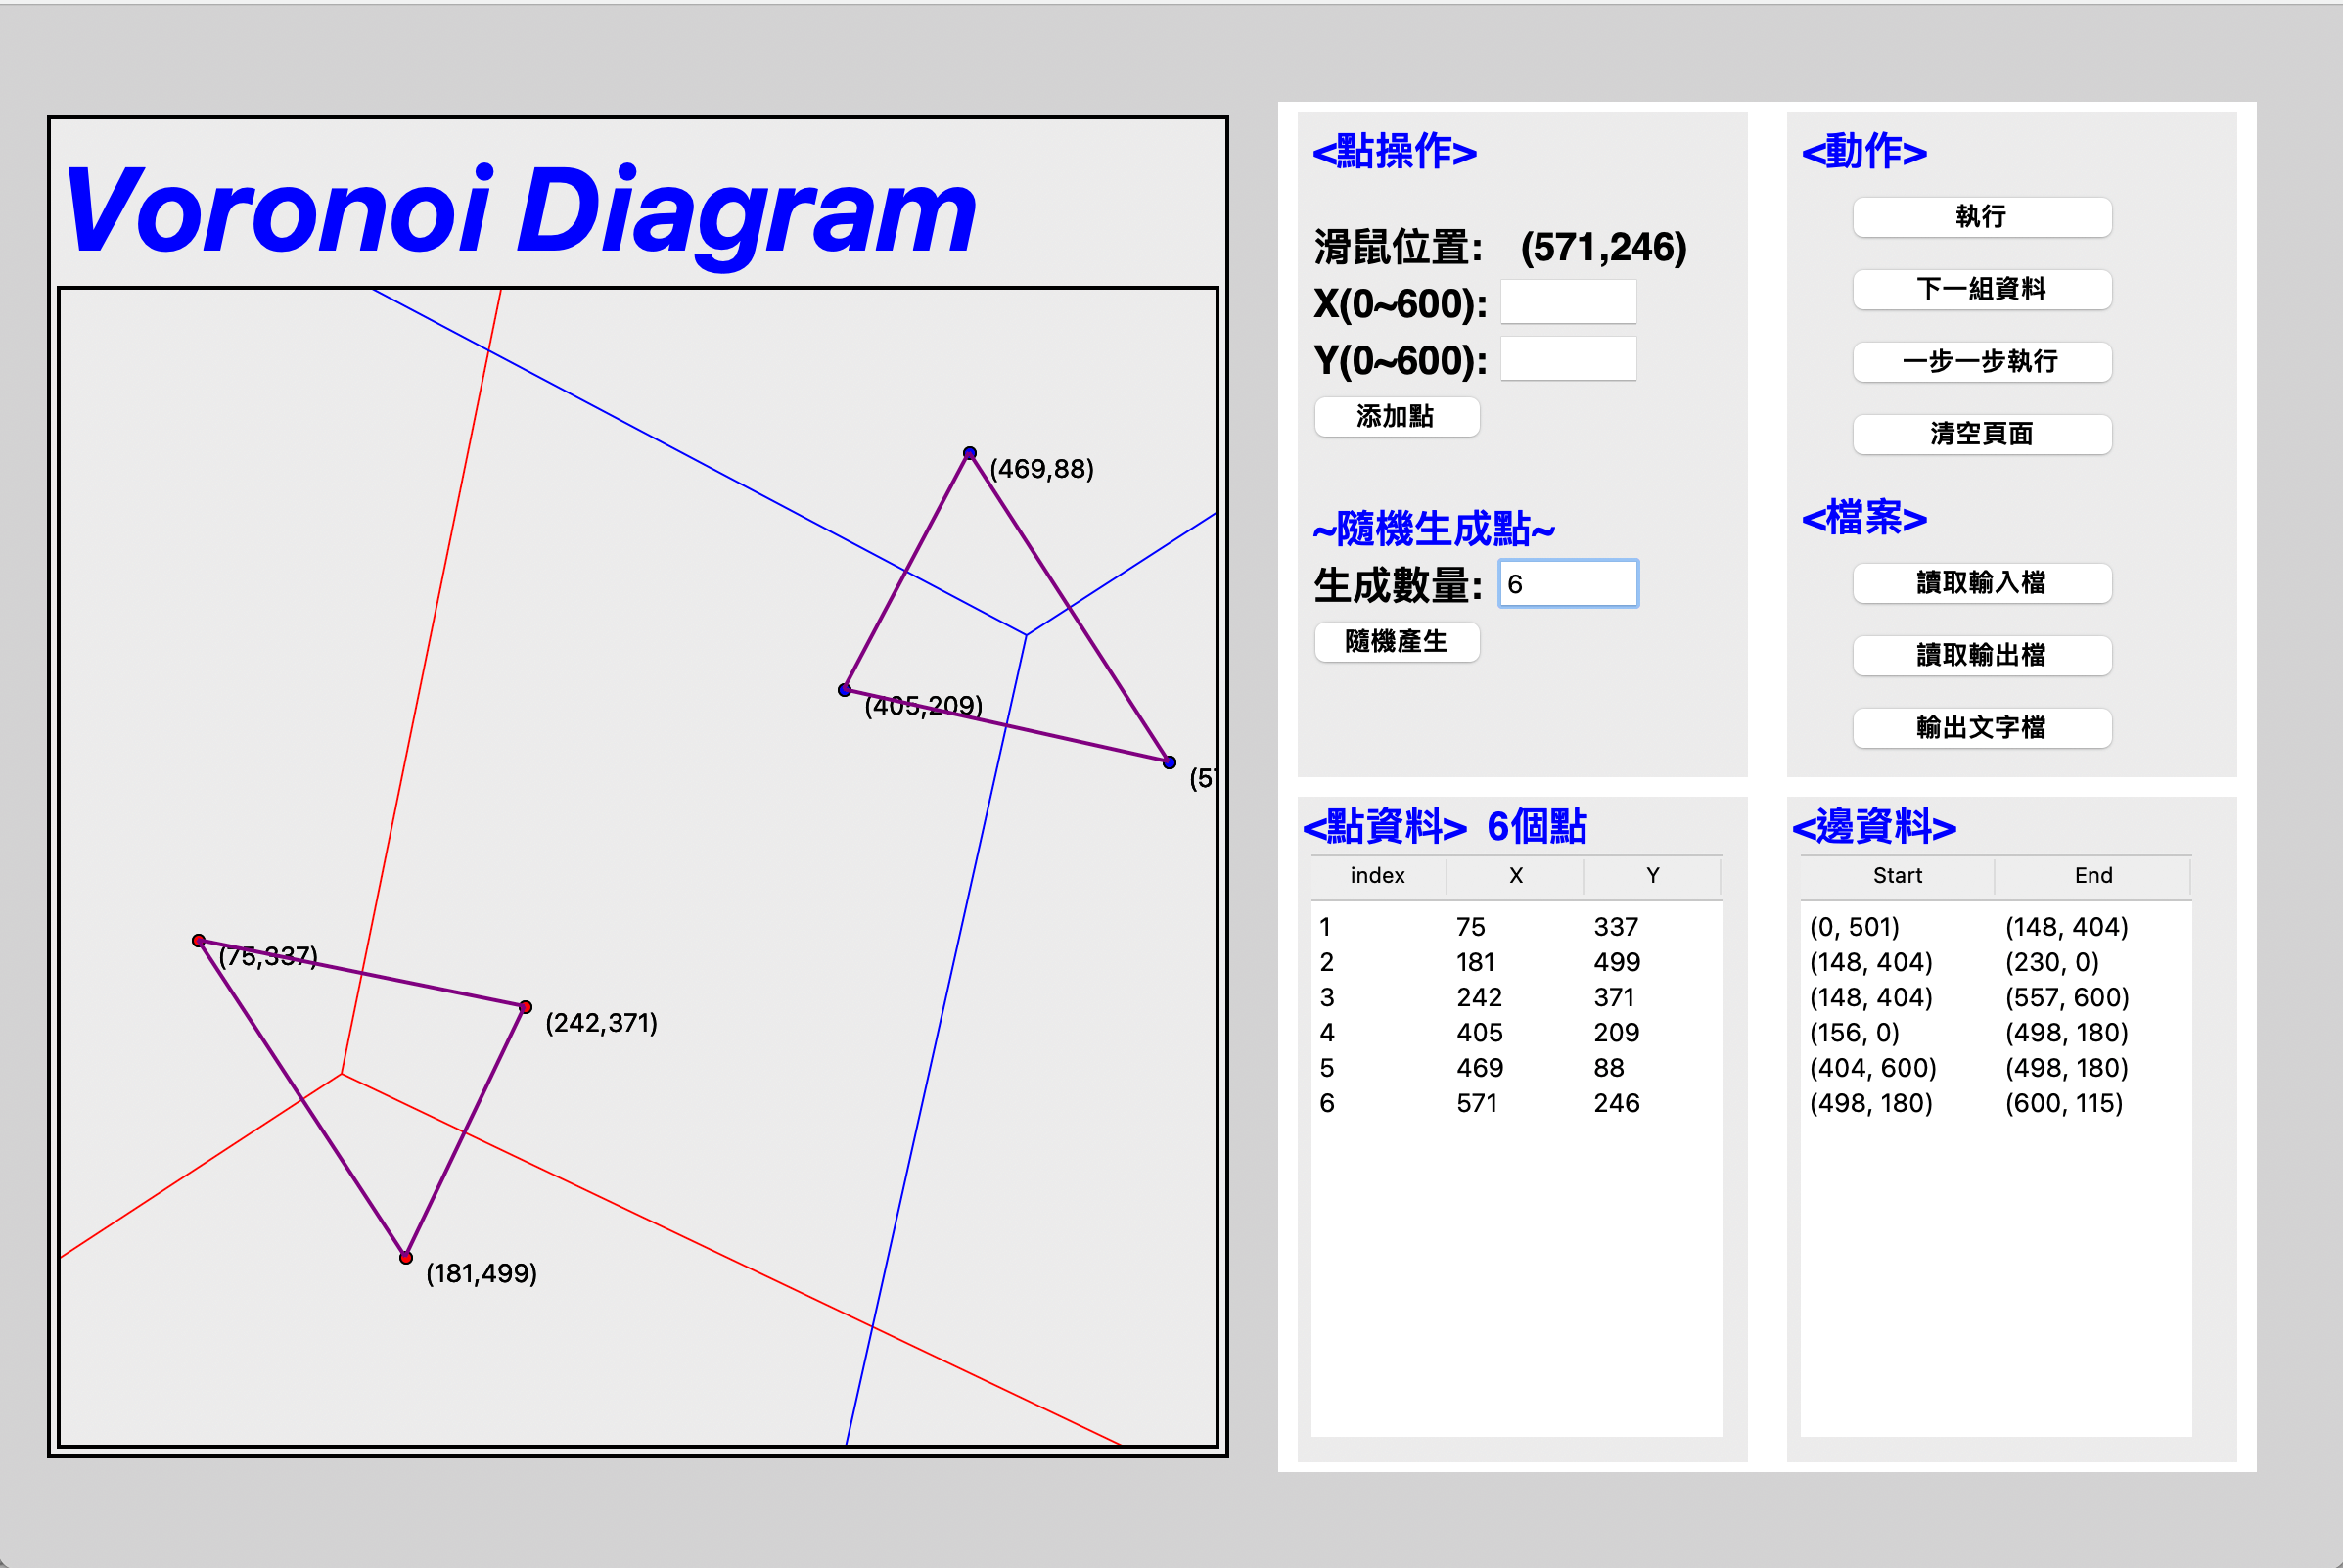 Voronoi Diagram
(469,88)
(405,209)
(5
(75,337)
(242,371)
(181,499)
<點操作>
滑鼠位置: (571,246)
X(0~600):
Y(0~600):
添加點
~隨機生成點~
生成數量: 6
隨機產生
<動作>
執行
下一組資料
一步一步執行
清空頁面
<檔案>
讀取輸入檔
讀取輸出檔
輸出文字檔
<點資料> 6個點
index X Y
1 75 337
2 181 499
3 242 371
4 405 209
5 469 88
6 571 246
<邊資料>
Start End
(0, 501) (148, 404)
(148, 404) (230, 0)
(148, 404) (557, 600)
(156, 0) (498, 180)
(404, 600) (498, 180)
(498, 180) (600, 115)